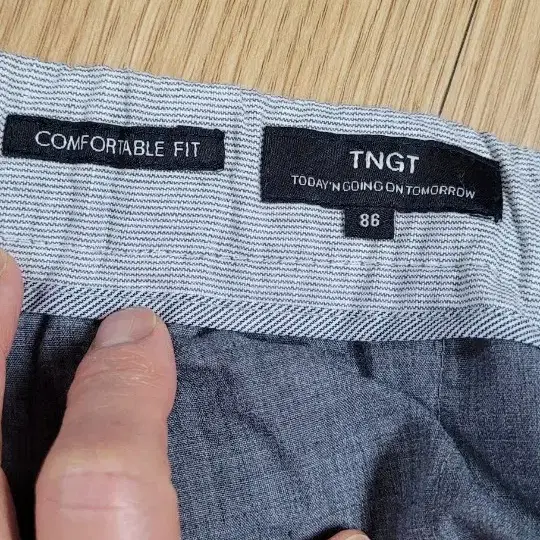 COMFORTABLE FIT
TNGT
TODAY'N GOING ON TOMORROW
86